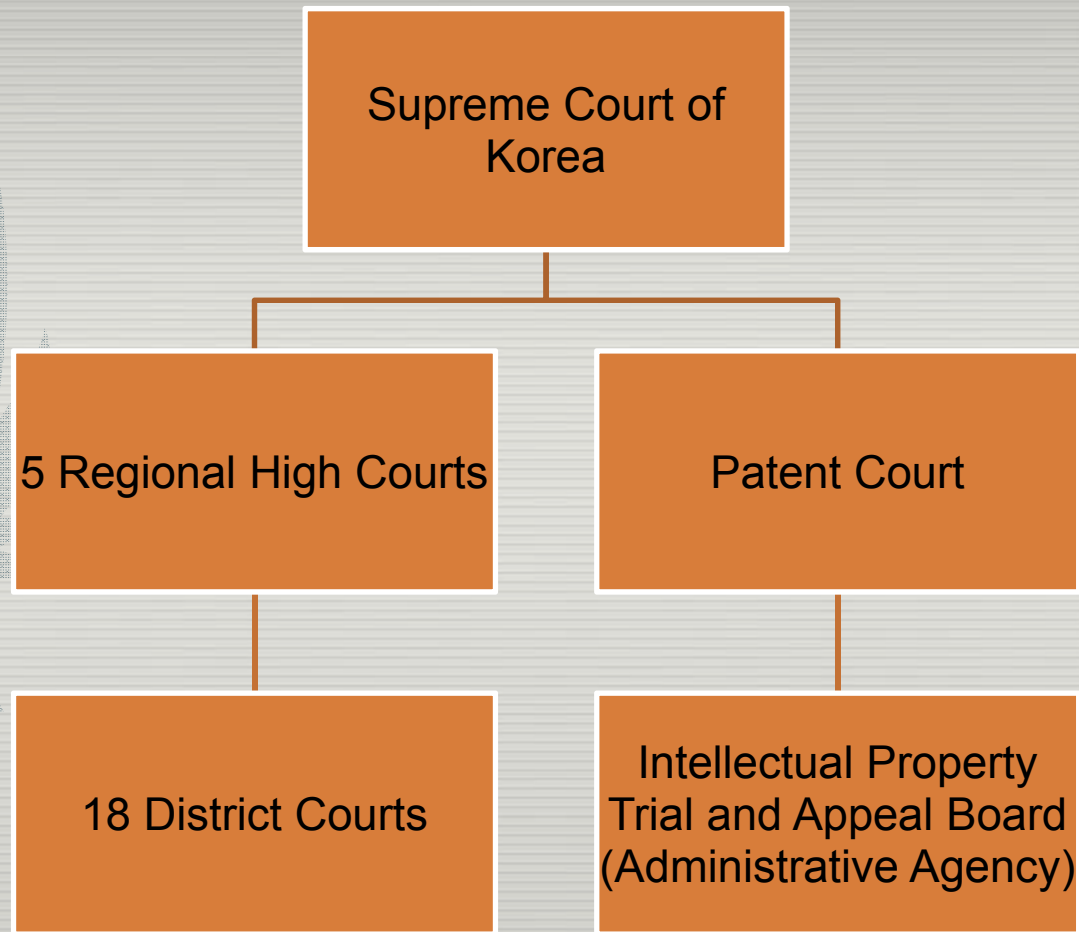 Supreme Court of
Korea
5 Regional High Courts
Patent Court
18 District Courts
Intellectual Property
Trial and Appeal Board
(Administrative Agency)